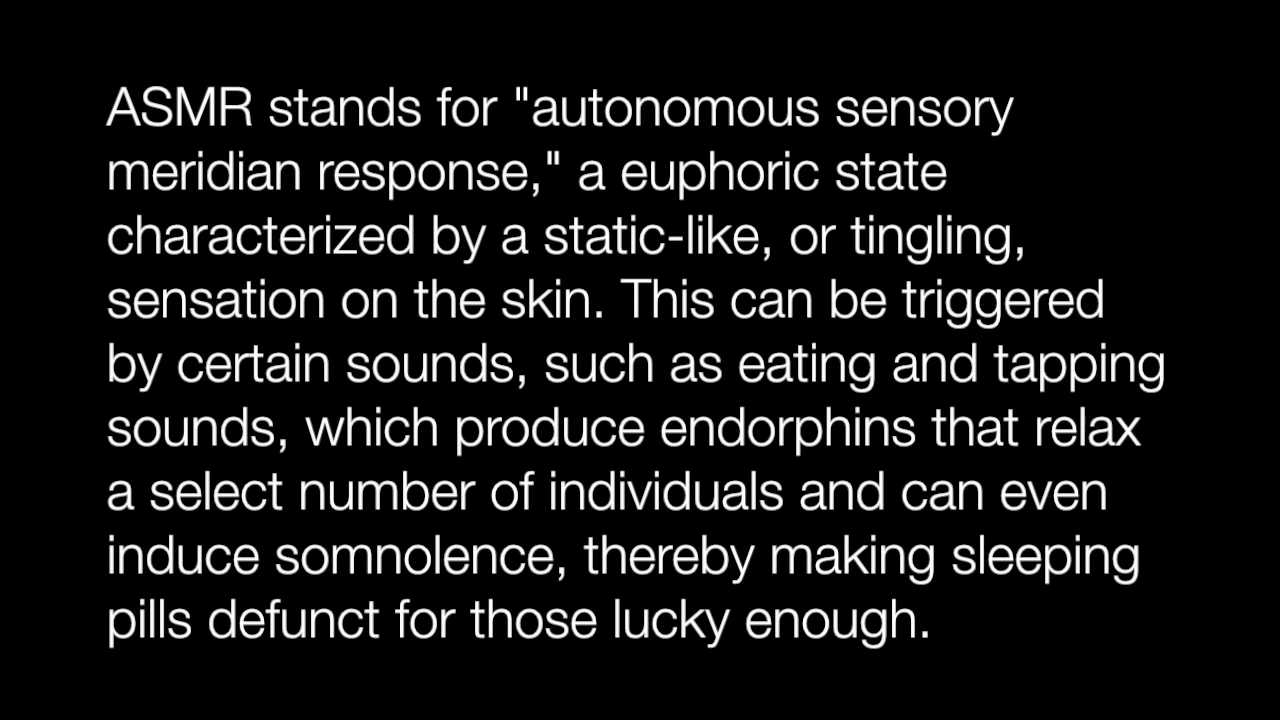 ASMR stands for "autonomous sensory
meridian response," a euphoric state
characterized by a static-like, or tingling,
sensation on the skin. This can be triggered
by certain sounds, such as eating and tapping
sounds, which produce endorphins that relax
a select number of individuals and can even
induce somnolence, thereby making sleeping
pills defunct for those lucky enough.